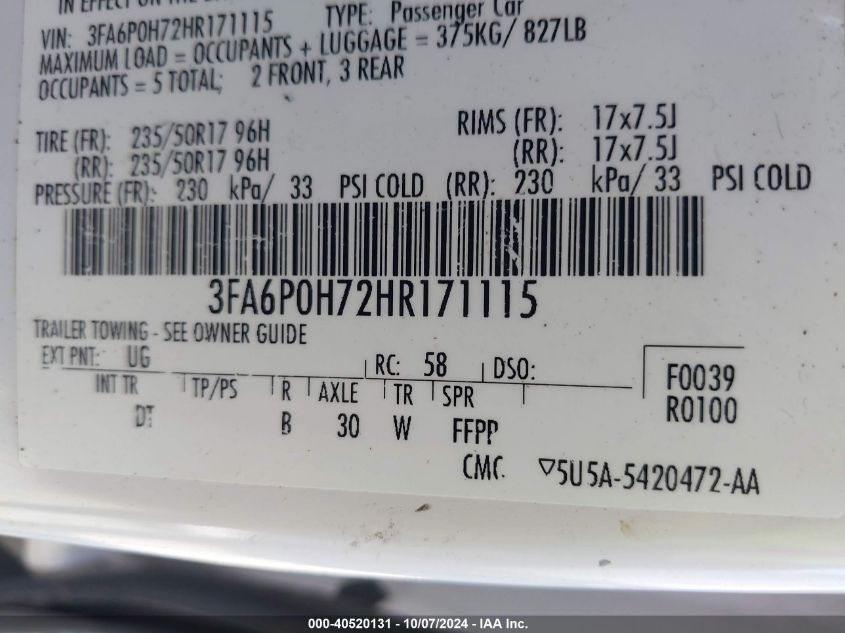 IN EFFECT ON THE
VIN: 3FA6P0H72HR171115 TYPE: Passenger Car
MAXIMUM LOAD = OCCUPANTS + LUGGAGE = 375KG/ 827LB
OCCUPANTS = 5 TOTAL; 2 FRONT, 3 REAR
TIRE (FR): 235/50R17 96H RIMS (FR): 17x7.5J
(RR): 235/50R17 96H (RR): 17x7.5J
PRESSURE (FR): 230 kPa/ 33 PSI COLD (RR): 230 kPa/ 33 PSI COLD
3FA6P0H72HR171115
TRAILER TOWING - SEE OWNER GUIDE
EXT PNT: UG RC: 58 DSO: F0039
INT TR TP/PS R AXLE TR SPR R0100
DT B 30 W FFPP
CMC ▽5U5A-5420472-AA
000-40520131 - 10/07/2024 - IAA Inc.